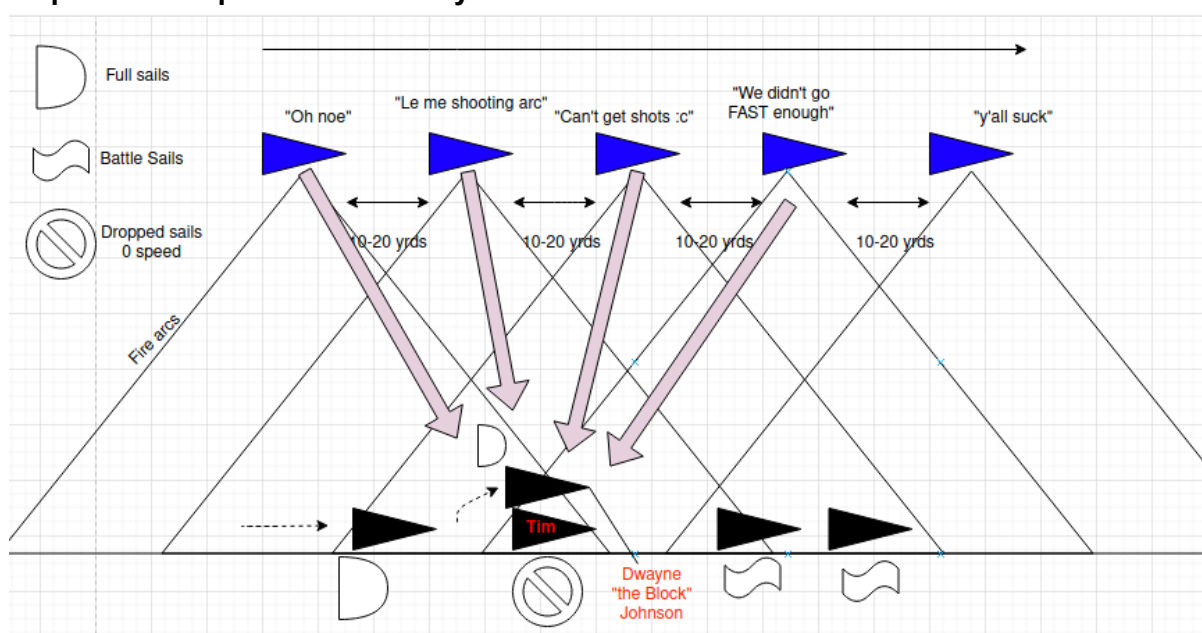 Full sails
Battle Sails
Dropped sails
0 speed
"Oh noe"
"Le me shooting arc"
"Can't get shots :c"
"We didn't go
FAST enough"
"y'all suck"
10-20 yrds
10-20 yrds
10-20 yrds
10-20 yrds
Fire arcs
Tim
Dwayne
"the Block"
Johnson